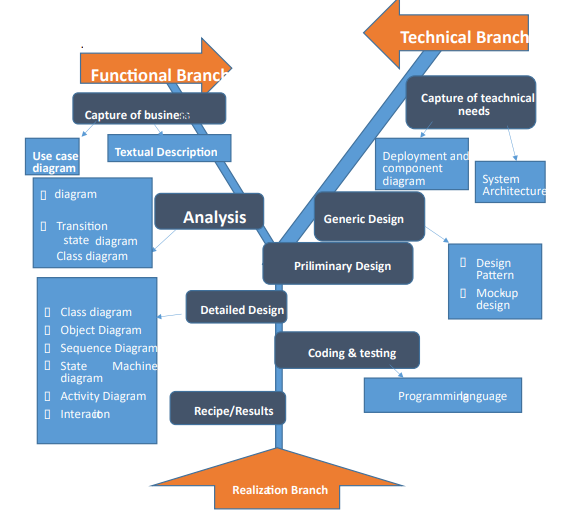 Functional Branch
Technical Branch
Capture of business
Capture of teachnical
needs
Use case
diagram
Textual Description
Deployment and
component
diagram
System
Architecture
diagram
Transition
state diagram
Class diagram
Analysis
Generic Design
Priliminary Design
Design
Pattern
Mockup
design
Detailed Design
Class diagram
Object Diagram
Sequence Diagram
State Machine
diagram
Activity Diagram
Coding & testing
Programming language
Recipe/Results
Realization Branch